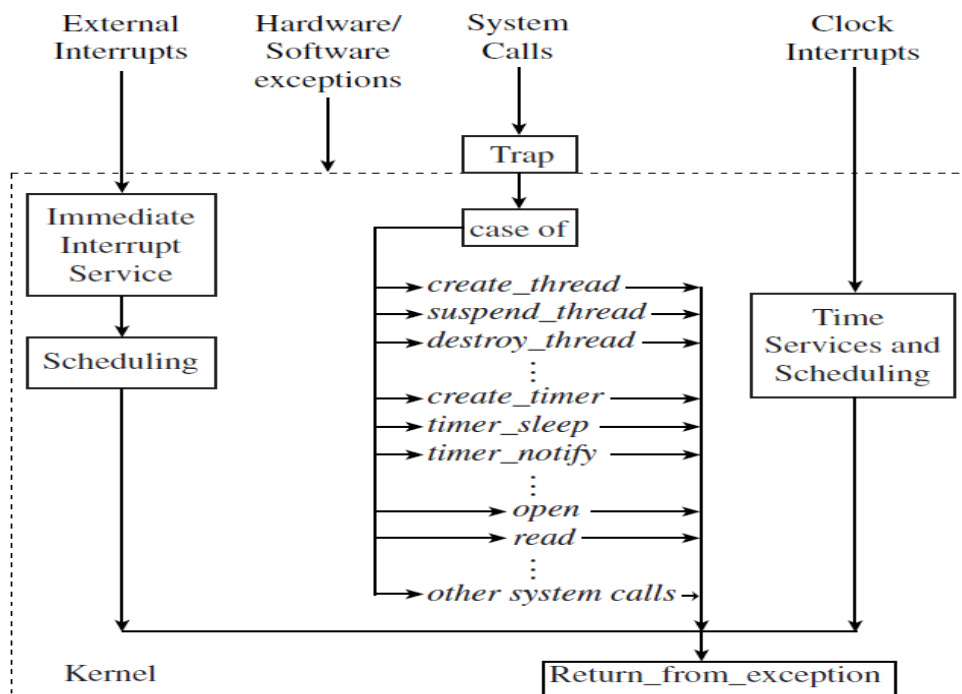 External
Interrupts
Hardware/
Software
exceptions
System
Calls
Clock
Interrupts
Trap
Immediate
Interrupt
Service
case of
create_thread
suspend_thread
destroy_thread
⋮
create_timer
timer_sleep
timer_notify
⋮
open
read
⋮
other system calls
Scheduling
Time
Services and
Scheduling
Kernel
Return_from_exception